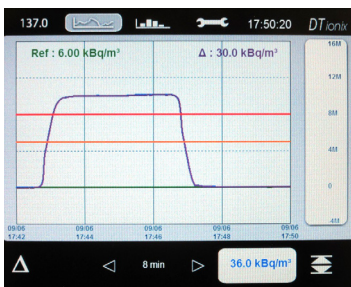 137.0
17:50:20
DTionix
Ref : 6.00 kBq/m³
Δ : 30.0 kBq/m³
16M
12M
8M
4M
0
-4M
09/06 09/06 09/06 09/06 09/06
17:42 17:44 17:46 17:48 17:50
Δ
8 min
36.0 kBq/m³